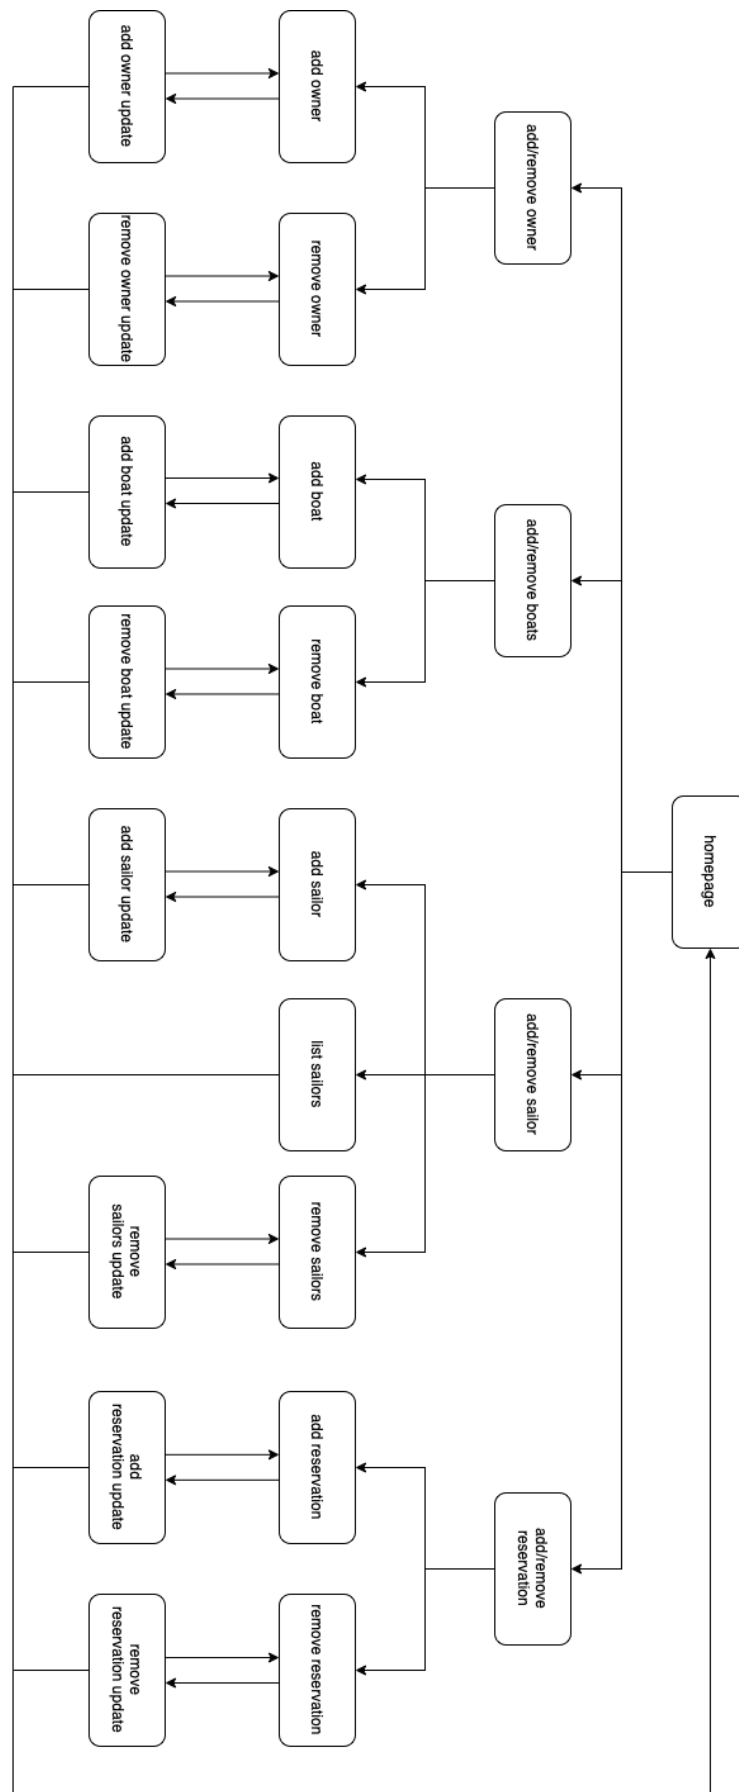 homepage
add/remove owner
add/remove boats
add/remove sailor
add/remove
reservation
add owner
remove owner
add boat
remove boat
add sailor
list sailors
remove sailors
add reservation
remove reservation
add owner update
remove owner update
add boat update
remove boat update
add sailor update
remove
sailors update
add
reservation update
remove
reservation update